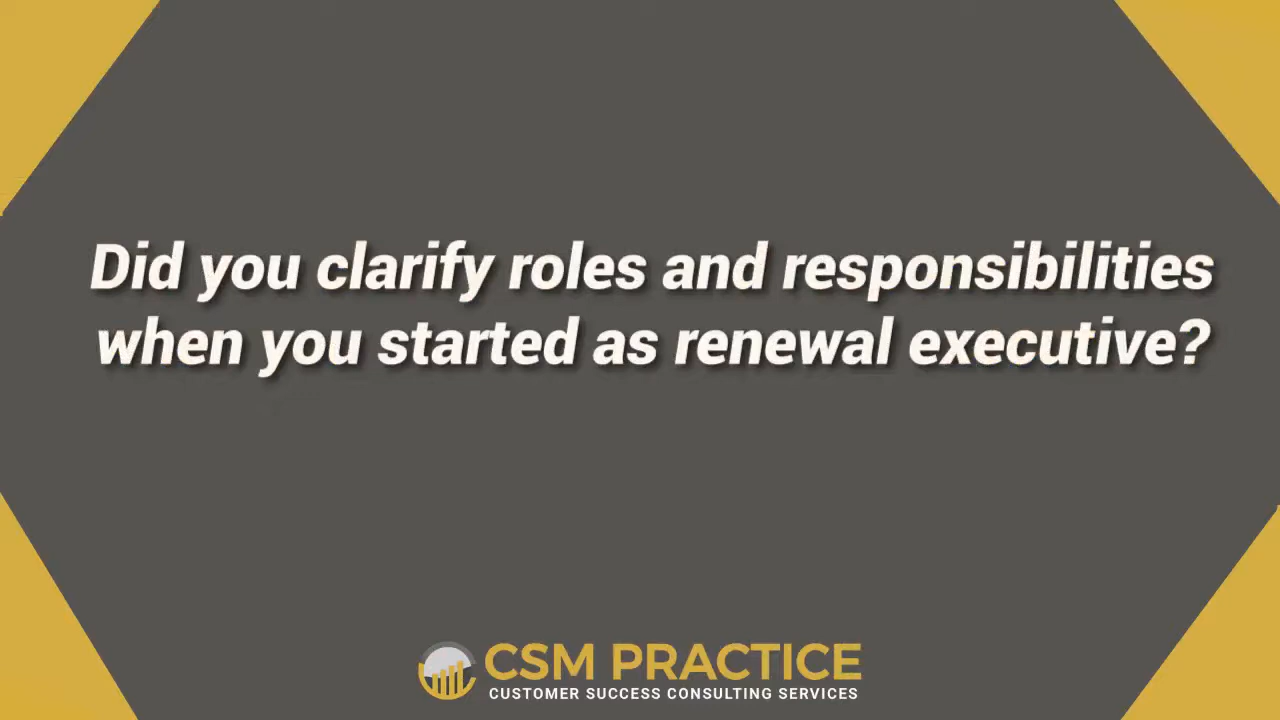 Did you clarify roles and responsibilities
when you started as renewal executive?
CSM PRACTICE
CUSTOMER SUCCESS CONSULTING SERVICES